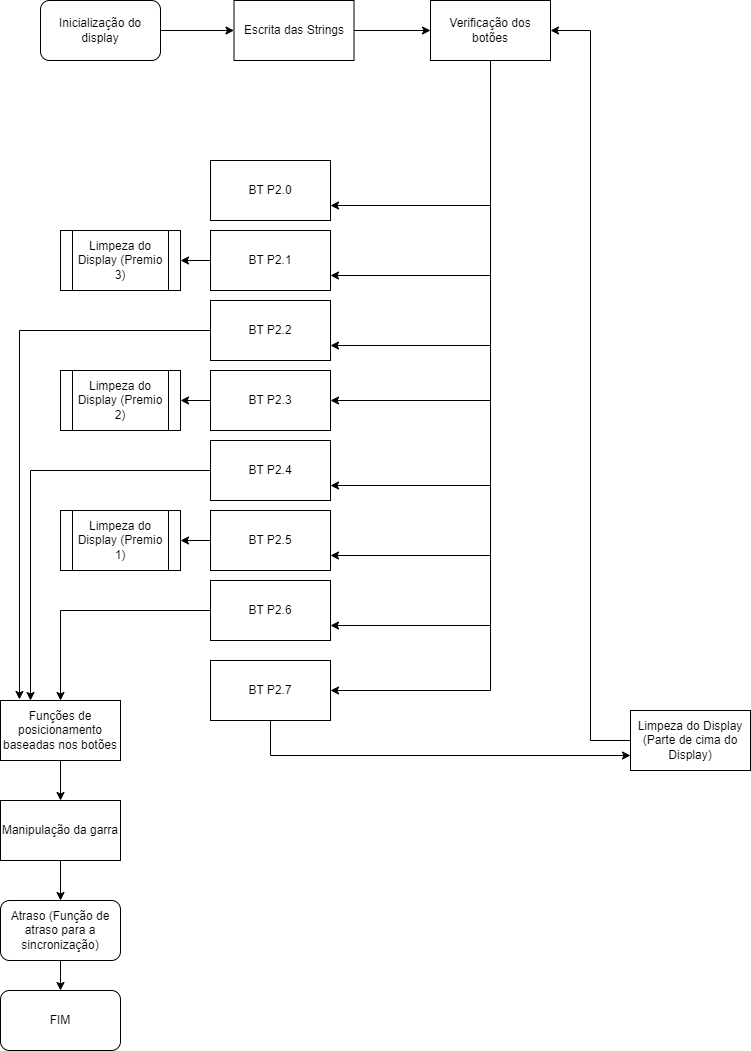 Inicialização do
display
Escrita das Strings
Verificação dos
botões
BT P2.0
Limpeza do
Display (Premio
3)
BT P2.1
BT P2.2
Limpeza do
Display (Premio
2)
BT P2.3
BT P2.4
Limpeza do
Display (Premio
1)
BT P2.5
BT P2.6
BT P2.7
Funções de
posicionamento
baseadas nos botões
Limpeza do Display
(Parte de cima do
Display)
Manipulação da garra
Atraso (Função de
atraso para a
sincronização)
FIM